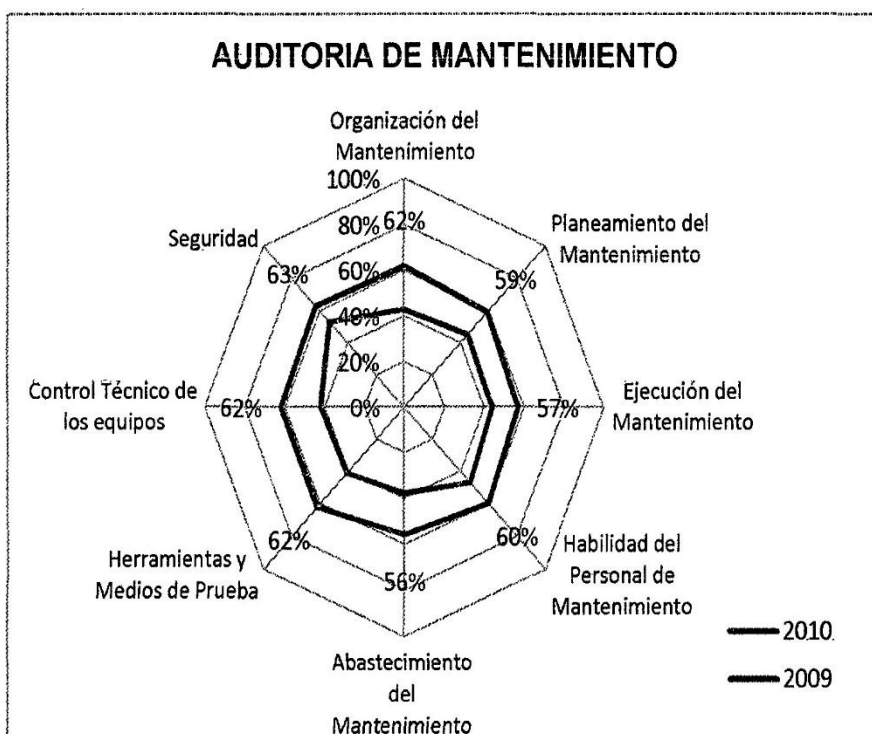 AUDITORIA DE MANTENIMIENTO
Organización del
Mantenimiento
100%
80%
62%
60%
40%
20%
0%
Planeamiento del
Mantenimiento
59%
Ejecución del
Mantenimiento
57%
Habilidad del
Personal de
Mantenimiento
60%
Abastecimiento
del
Mantenimiento
56%
Herramientas y
Medios de Prueba
62%
Control Técnico de
los equipos
62%
Seguridad
63%
2010
2009